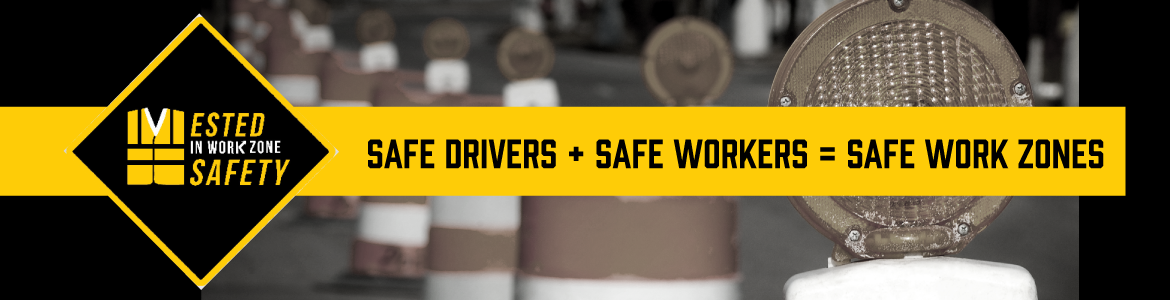 VESTED
IN WORK ZONE
SAFETY
SAFE DRIVERS + SAFE WORKERS = SAFE WORK ZONES